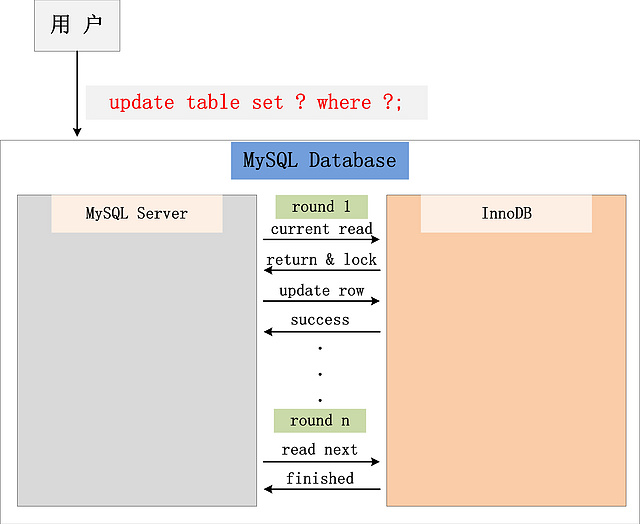 用 户
update table set ? where ?;
MySQL Database
MySQL Server
round 1
InnoDB
current read
return & lock
update row
success
.
.
.
round n
read next
finished